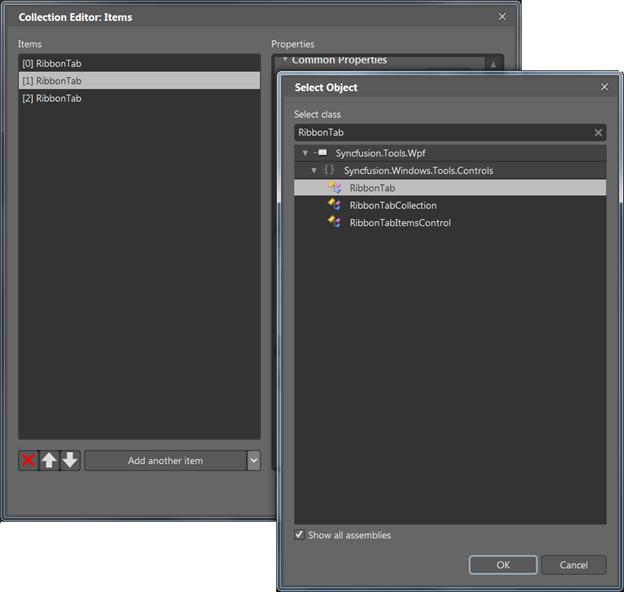 Collection Editor: Items
Items
[0] RibbonTab
[1] RibbonTab
[2] RibbonTab
Add another item
Properties
Common Properties
Select Object
Select class
RibbonTab
Syncfusion.Tools.Wpf
{} Syncfusion.Windows.Tools.Controls
RibbonTab
RibbonTabCollection
RibbonTabItemsControl
Show all assemblies
OK
Cancel